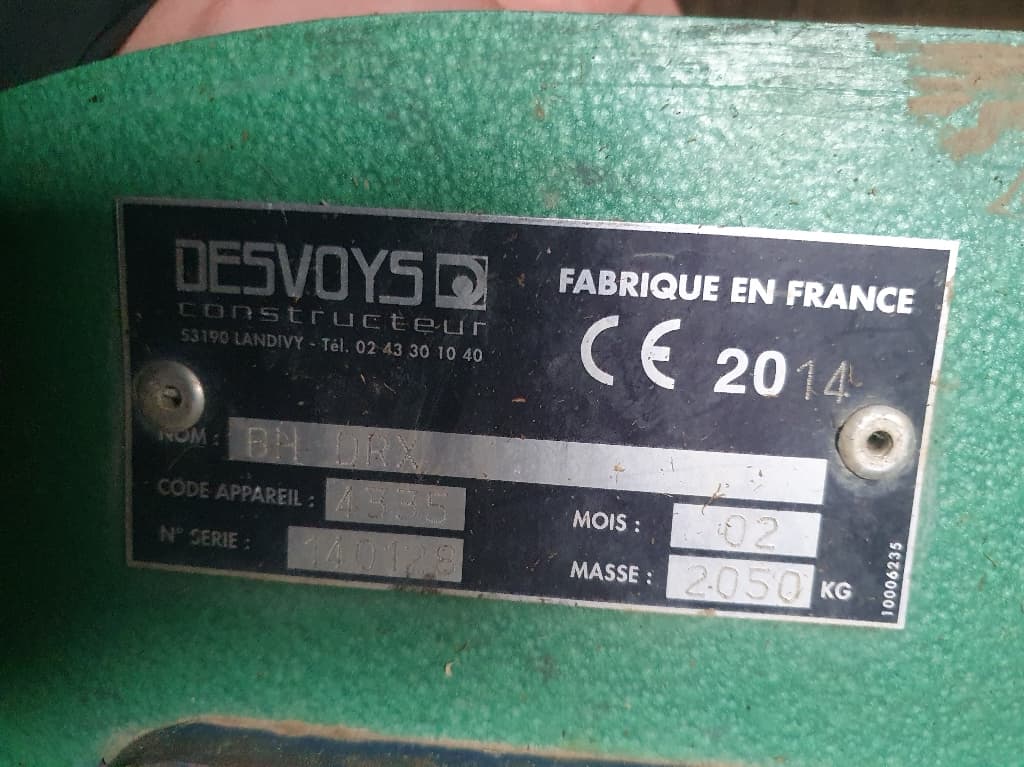 DESVOYS
constructeur
53190 LANDIVY - Tél. 02 43 30 10 40
FABRIQUE EN FRANCE
CE 2014
NOM : BH DRX
CODE APPAREIL : 4335
N° SERIE : 140128
MOIS : 02
MASSE : 2050 KG
10006235